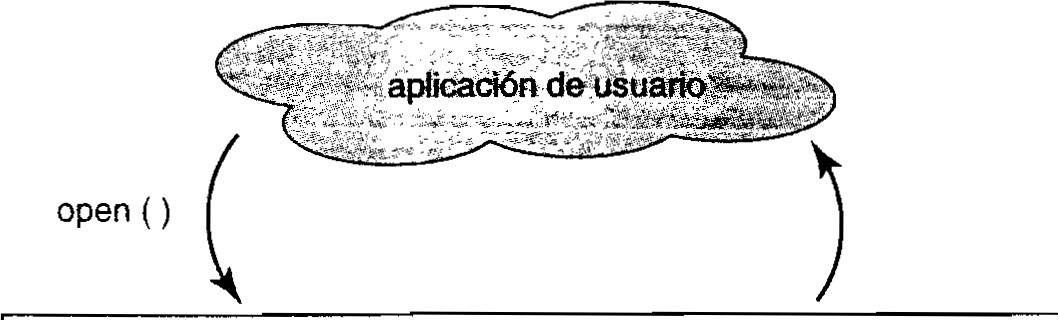 aplicación de usuario
open ( )